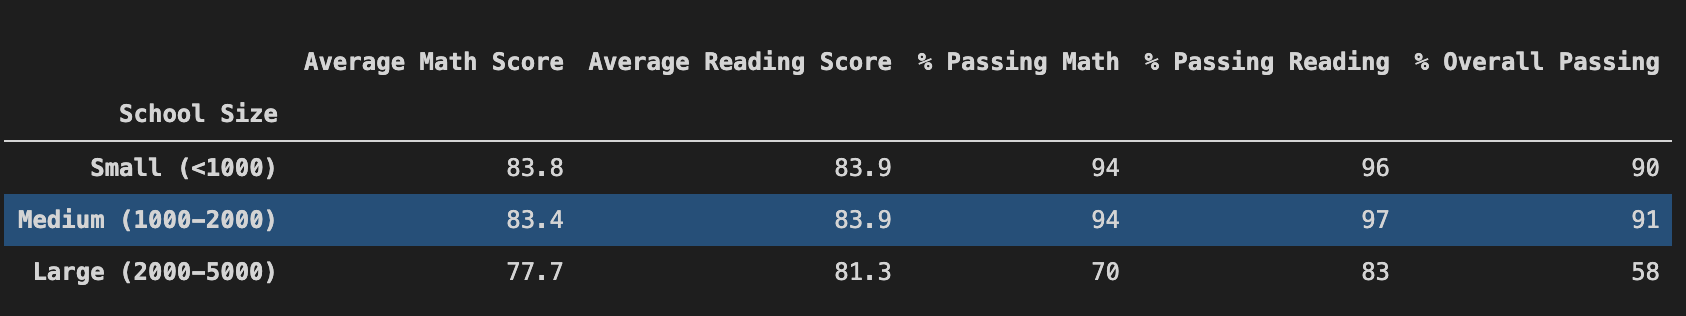 Average Math Score Average Reading Score % Passing Math % Passing Reading % Overall Passing
School Size
Small (<1000) 83.8 83.9 94 96 90
Medium (1000–2000) 83.4 83.9 94 97 91
Large (2000–5000) 77.7 81.3 70 83 58